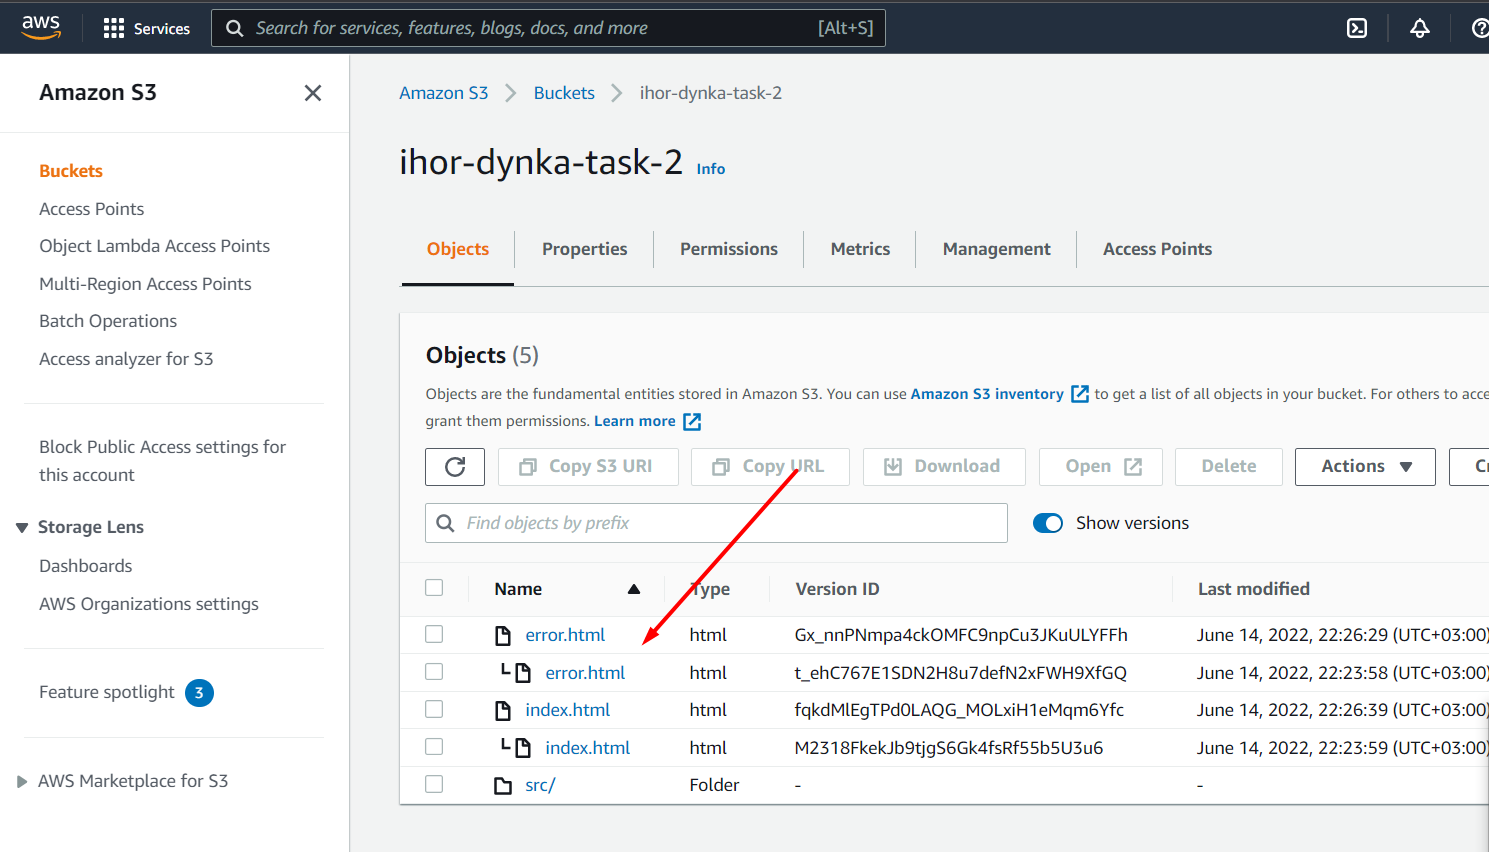 aws Services Search for services, features, blogs, docs, and more [Alt+S]
Amazon S3
Buckets
Access Points
Object Lambda Access Points
Multi-Region Access Points
Batch Operations
Access analyzer for S3
Block Public Access settings for
this account
Storage Lens
Dashboards
AWS Organizations settings
Feature spotlight 3
AWS Marketplace for S3
Amazon S3 Buckets ihor-dynka-task-2
ihor-dynka-task-2 Info
Objects Properties Permissions Metrics Management Access Points
Objects (5)
Objects are the fundamental entities stored in Amazon S3. You can use Amazon S3 inventory to get a list of all objects in your bucket. For others to acce
grant them permissions. Learn more
Copy S3 URI Copy URL Download Open Delete Actions
Find objects by prefix Show versions
Name Type Version ID Last modified
error.html html Gx_nnPNmpa4ckOMFC9npCu3JKuULYFFh June 14, 2022, 22:26:29 (UTC+03:00)
error.html html t_ehC767E1SDN2H8u7defN2xFWH9XfGQ June 14, 2022, 22:23:58 (UTC+03:00)
index.html html fqkdMlEgTPd0LAQG_MOLxiH1eMqm6Yfc June 14, 2022, 22:26:39 (UTC+03:00)
index.html html M2318FkekJb9tjgS6Gk4fsRf55b5U3u6 June 14, 2022, 22:23:59 (UTC+03:00)
src/ Folder - -